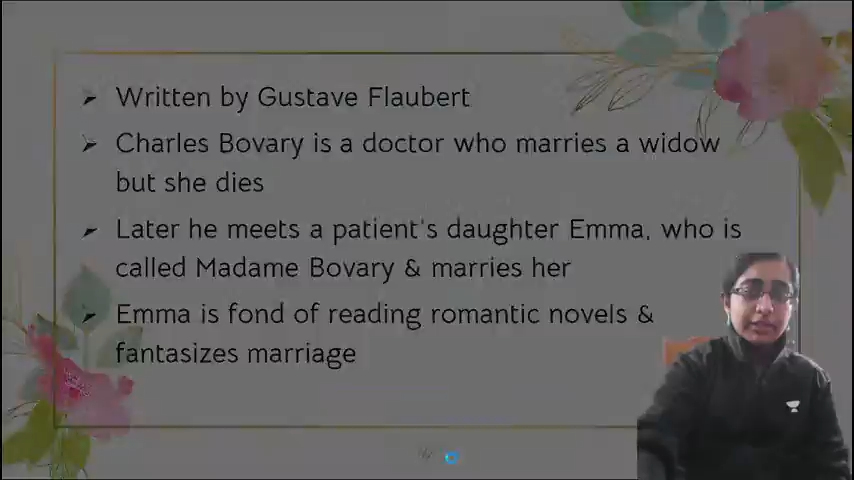 ➢ Written by Gustave Flaubert
➢ Charles Bovary is a doctor who marries a widow
but she dies
➢ Later he meets a patient's daughter Emma, who is
called Madame Bovary & marries her
➢ Emma is fond of reading romantic novels &
fantasizes marriage